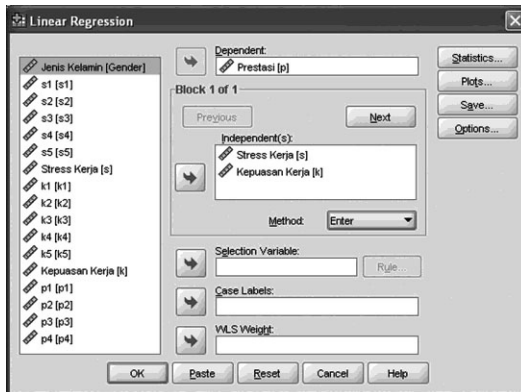 Linear Regression
Jenis Kelamin [Gender]
s1 [s1]
s2 [s2]
s3 [s3]
s4 [s4]
s5 [s5]
Stress Kerja [s]
k1 [k1]
k2 [k2]
k3 [k3]
k4 [k4]
k5 [k5]
Kepuasan Kerja [k]
p1 [p1]
p2 [p2]
p3 [p3]
p4 [p4]
Dependent:
Prestasi [p]
Block 1 of 1
Previous
Next
Independent(s):
Stress Kerja [s]
Kepuasan Kerja [k]
Method:
Enter
Selection Variable:
Rule...
Case Labels:
WLS Weight:
Statistics...
Plots...
Save...
Options...
OK
Paste
Reset
Cancel
Help